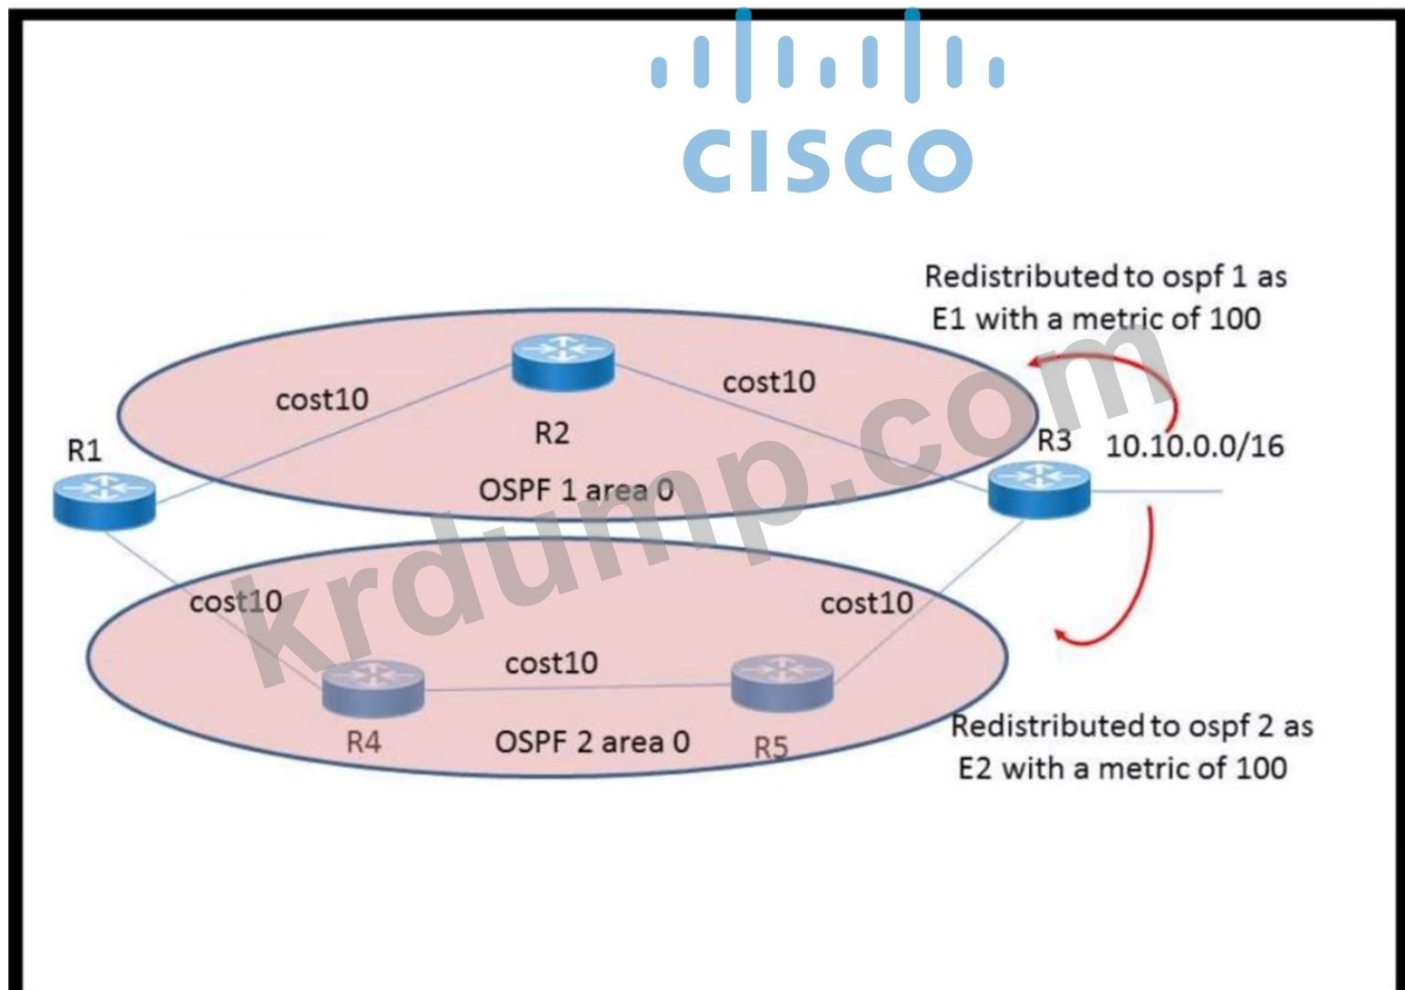 CISCO
Redistributed to ospf 1 as
E1 with a metric of 100
cost10
cost10
R2
R1
R3
10.10.0.0/16
OSPF 1 area 0
krdump.com
cost10
cost10
cost10
R4
OSPF 2 area 0
R5
Redistributed to ospf 2 as
E2 with a metric of 100